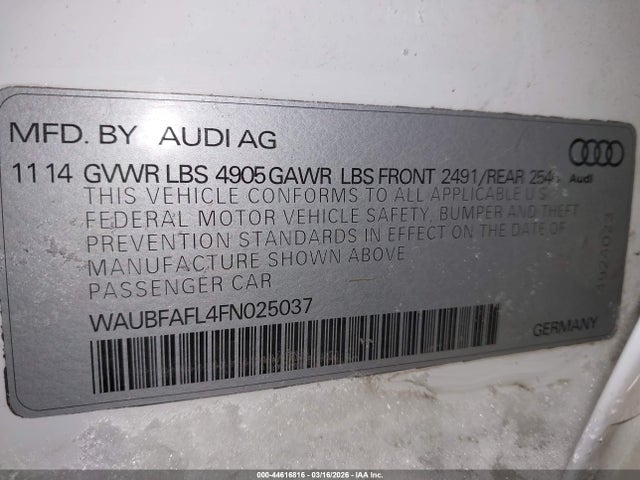 MFD. BY AUDI AG
Audi
11 14 GVWR LBS 4905 GAWR LBS FRONT 2491/REAR 254
THIS VEHICLE CONFORMS TO ALL APPLICABLE U.S
FEDERAL MOTOR VEHICLE SAFETY, BUMPER AND THEFT
PREVENTION STANDARDS IN EFFECT ON THE DATE OF
MANUFACTURE SHOWN ABOVE
PASSENGER CAR
WAUBFAFL4FN025037
GERMANY
000-44616816 - 03/16/2026 - IAA Inc.